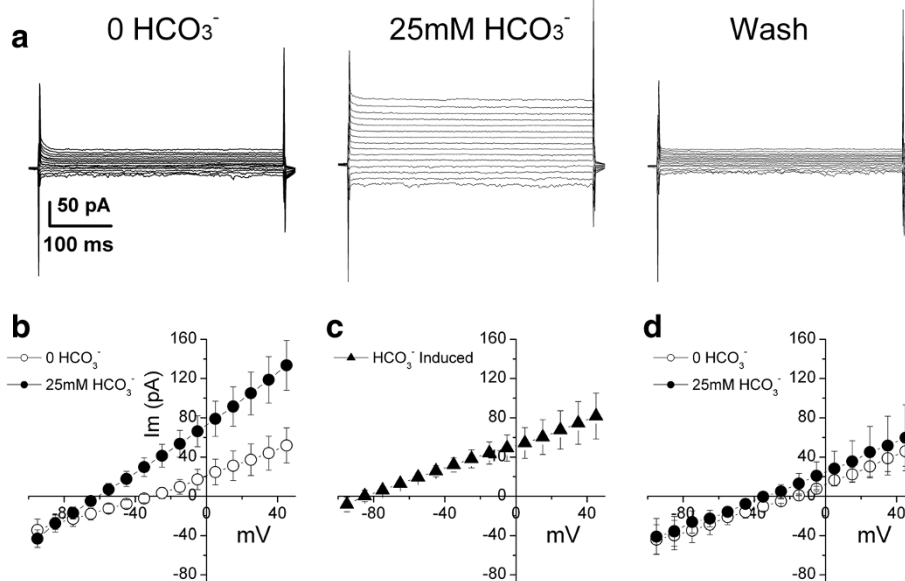 a
0 HCO₃⁻
25mM HCO₃⁻
Wash
50 pA
100 ms
b
0 HCO₃⁻
25mM HCO₃⁻
Im (pA)
160
120
80
40
0
-40
-80
-80 -40 0 40
mV
c
HCO₃⁻ Induced
160
120
80
40
0
-40
-80
-80 -40 0 40
mV
d
0 HCO₃⁻
25mM HCO₃⁻
160
120
80
40
0
-40
-80
-80 -40 0 40
mV